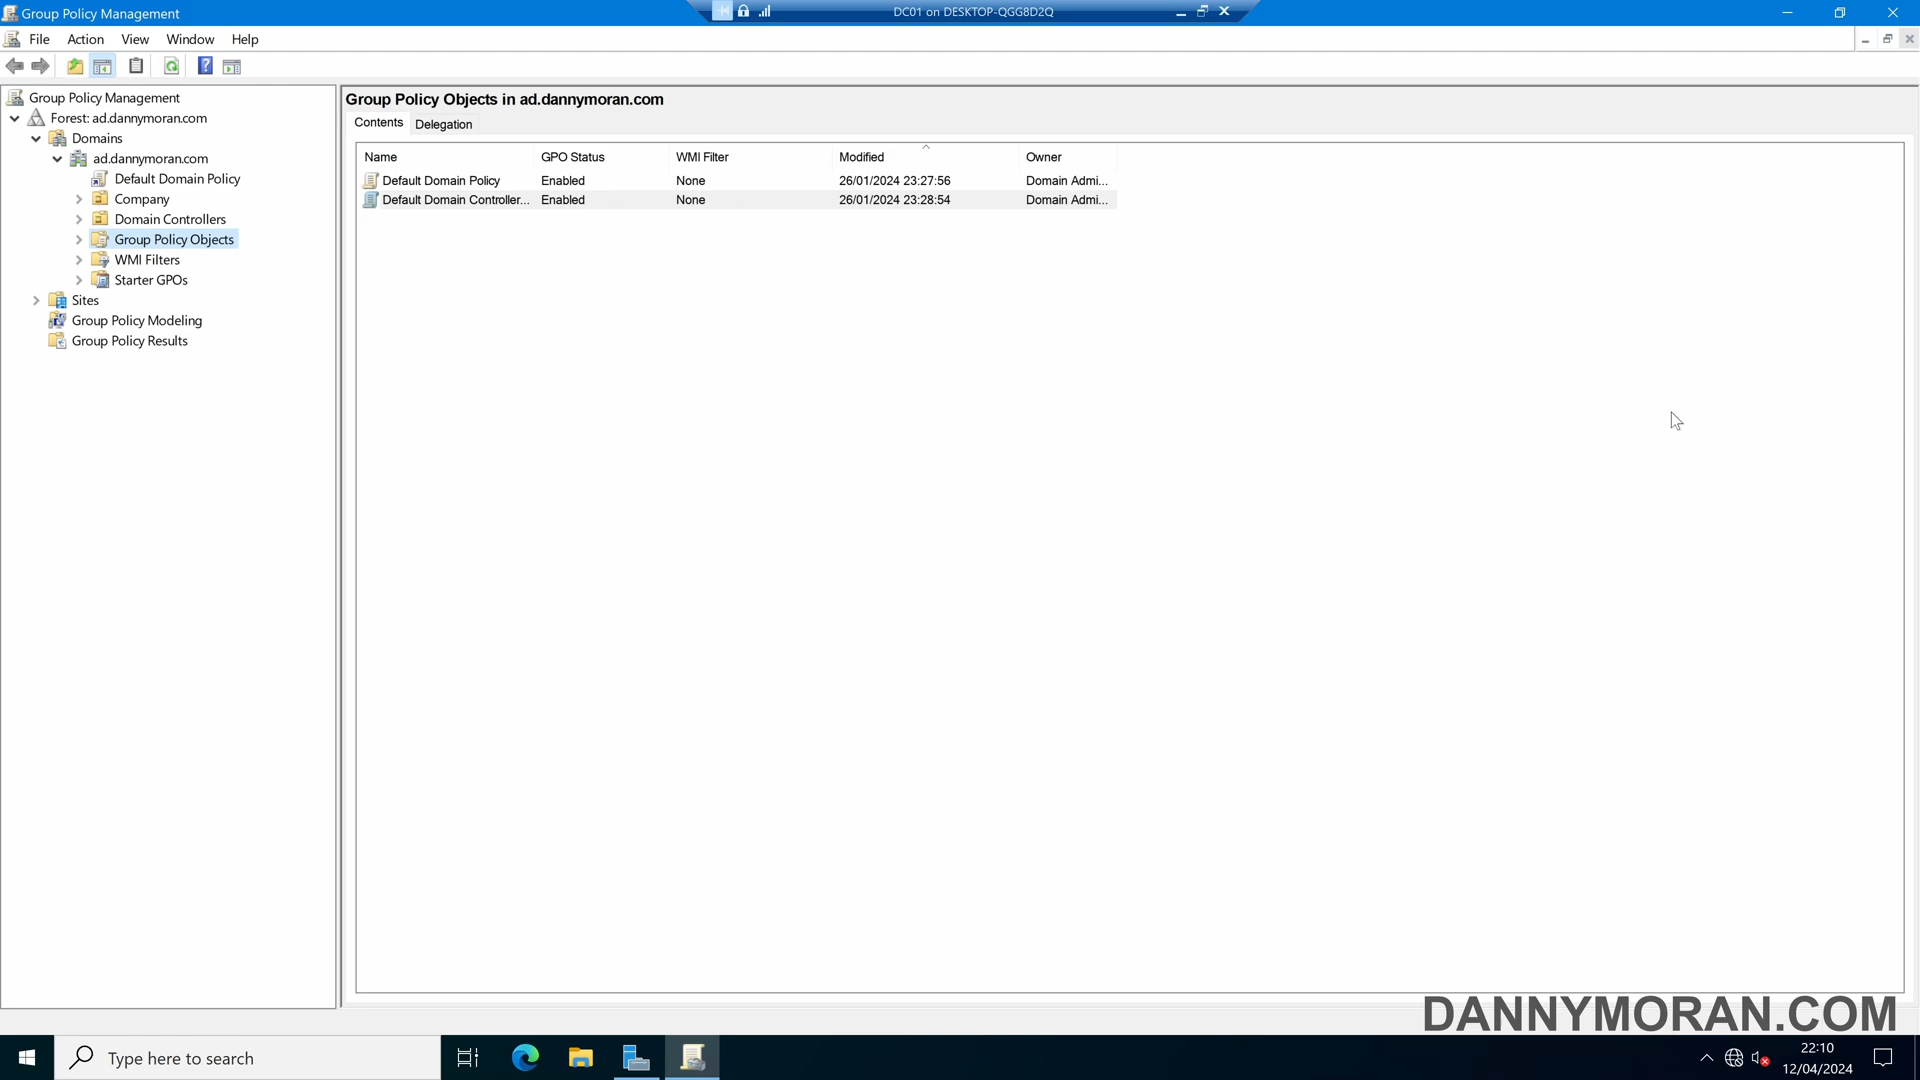 Group Policy Management
DC01 on DESKTOP-QGG8D2Q
File Action View Window Help
Group Policy Management
Forest: ad.dannymoran.com
Domains
ad.dannymoran.com
Default Domain Policy
Company
Domain Controllers
Group Policy Objects
WMI Filters
Starter GPOs
Sites
Group Policy Modeling
Group Policy Results
Group Policy Objects in ad.dannymoran.com
Contents Delegation
Name GPO Status WMI Filter Modified Owner
Default Domain Policy Enabled None 26/01/2024 23:27:56 Domain Admi...
Default Domain Controller... Enabled None 26/01/2024 23:28:54 Domain Admi...
DANNYMORAN.COM
Type here to search
22:10
12/04/2024